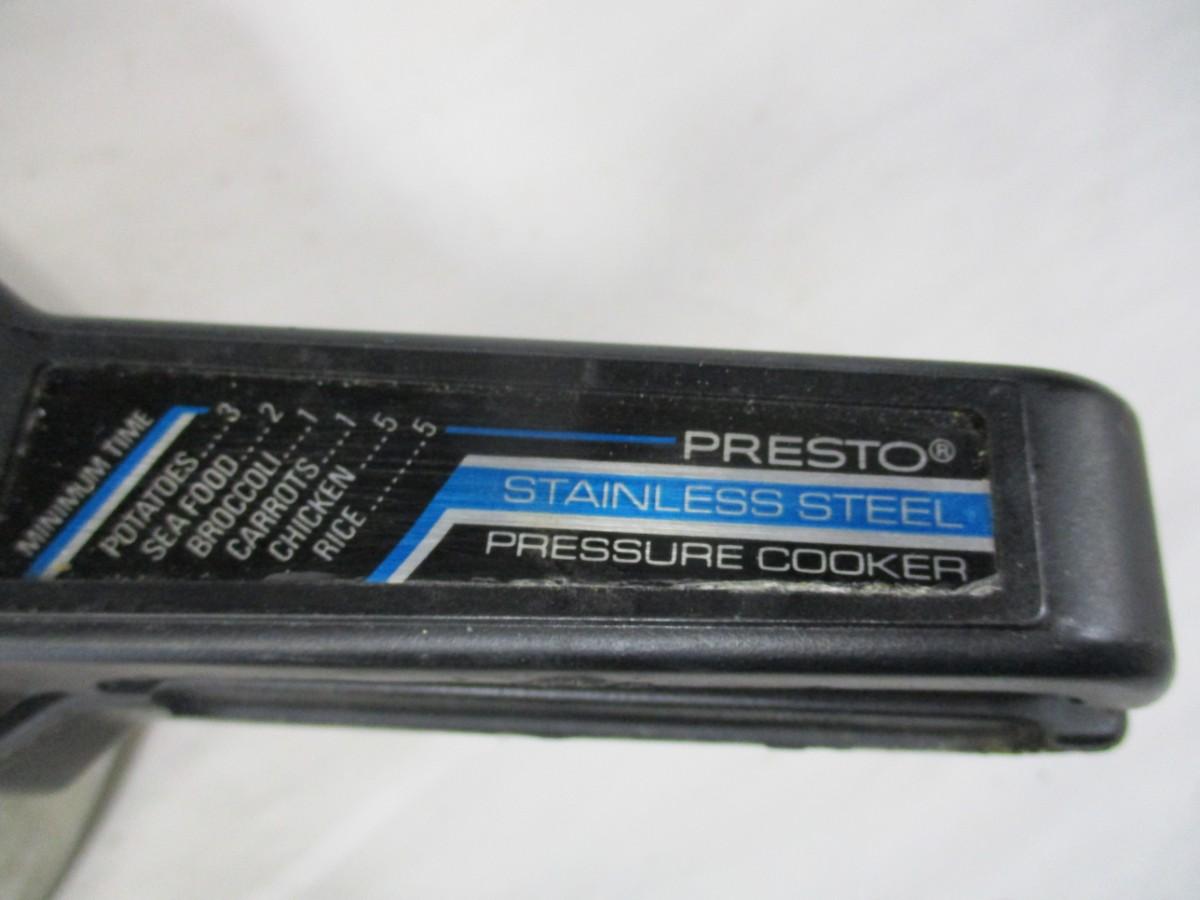 MINIMUM TIME
POTATOES.....3
SEA FOOD....2
BROCCOLI.....1
CARROTS.....1
CHICKEN.....5
RICE..........5
PRESTO®
STAINLESS STEEL
PRESSURE COOKER